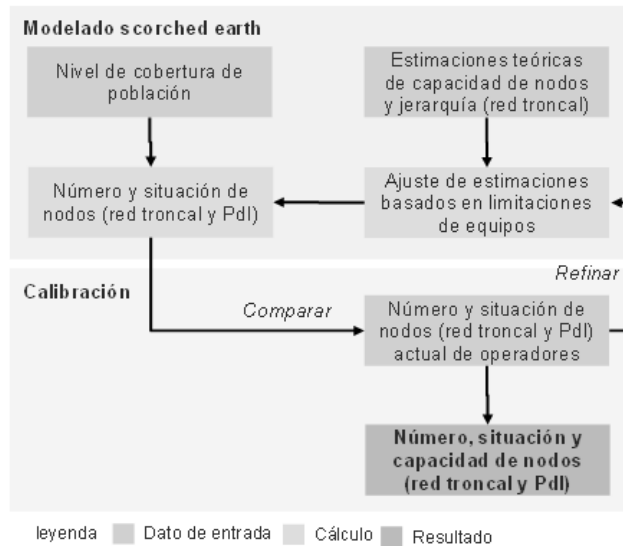 Modelado scorched earth
Nivel de cobertura de
población
Estimaciones teóricas
de capacidad de nodos
y jerarquía (red troncal)
Número y situación de
nodos (red troncal y PdI)
Ajuste de estimaciones
basados en limitaciones
de equipos
Refinar
Calibración
Comparar
Número y situación de
nodos (red troncal y PdI)
actual de operadores
Número, situación y
capacidad de nodos
(red troncal y PdI)
leyenda Dato de entrada Cálculo Resultado